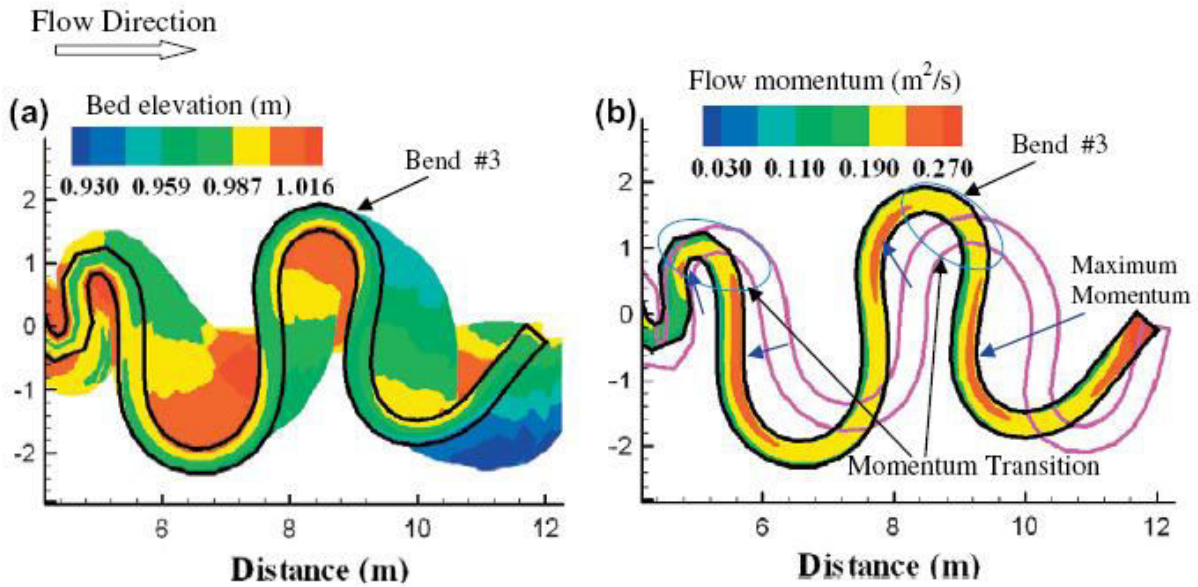 Flow Direction
(a)
Bed elevation (m)
0.930 0.959 0.987 1.016
Bend #3
2
1
0
-1
-2
6 8 10 12
Distance (m)
(b)
Flow momentum (m²/s)
0.030 0.110 0.190 0.270
Bend #3
2
1
0
-1
-2
Maximum
Momentum
Momentum Transition
6 8 10 12
Distance (m)